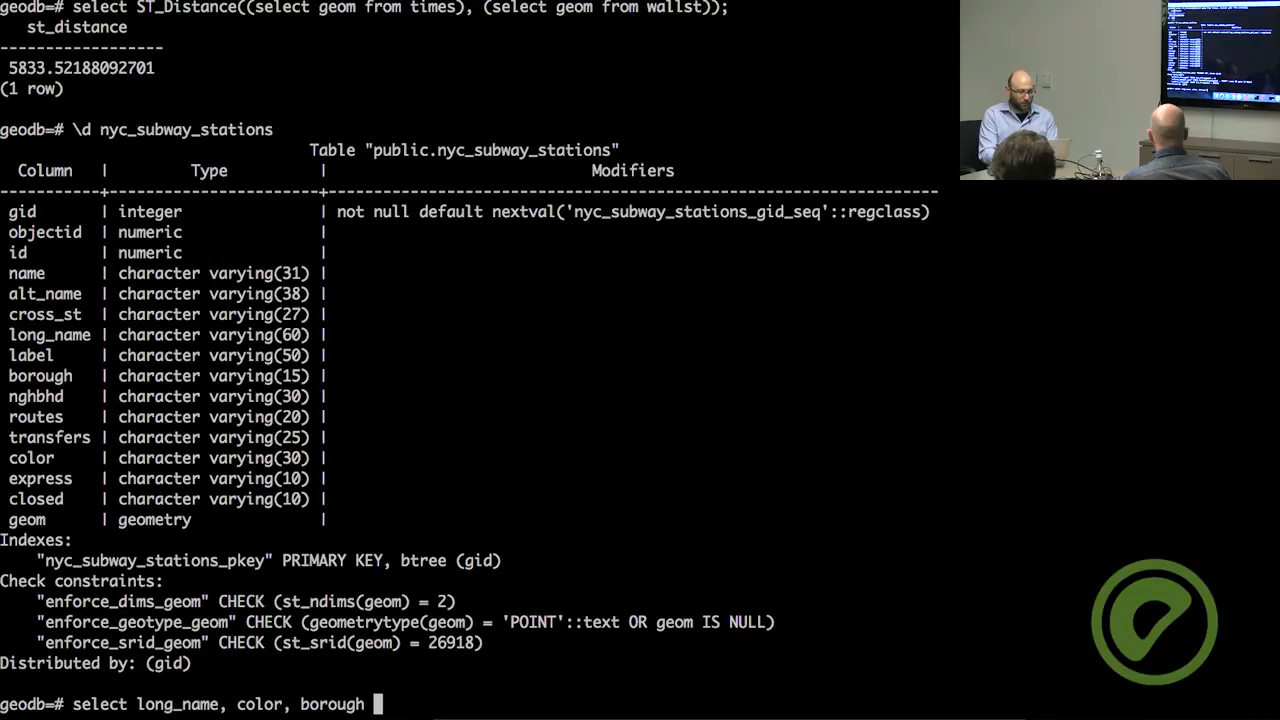 geodb=# select ST_Distance((select geom from times), (select geom from wallst));
st_distance
-----------------
5833.52188092701
(1 row)
geodb=# \d nyc_subway_stations
Table "public.nyc_subway_stations"
Column | Type | Modifiers
-----------+-----------------------+-------------------------------------------------------------------
gid | integer | not null default nextval('nyc_subway_stations_gid_seq'::regclass)
objectid | numeric |
id | numeric |
name | character varying(31) |
alt_name | character varying(38) |
cross_st | character varying(27) |
long_name | character varying(60) |
label | character varying(50) |
borough | character varying(15) |
nghbhd | character varying(30) |
routes | character varying(20) |
transfers | character varying(25) |
color | character varying(30) |
express | character varying(10) |
closed | character varying(10) |
geom | geometry |
Indexes:
"nyc_subway_stations_pkey" PRIMARY KEY, btree (gid)
Check constraints:
"enforce_dims_geom" CHECK (st_ndims(geom) = 2)
"enforce_geotype_geom" CHECK (geometrytype(geom) = 'POINT'::text OR geom IS NULL)
"enforce_srid_geom" CHECK (st_srid(geom) = 26918)
Distributed by: (gid)
geodb=# select long_name, color, borough